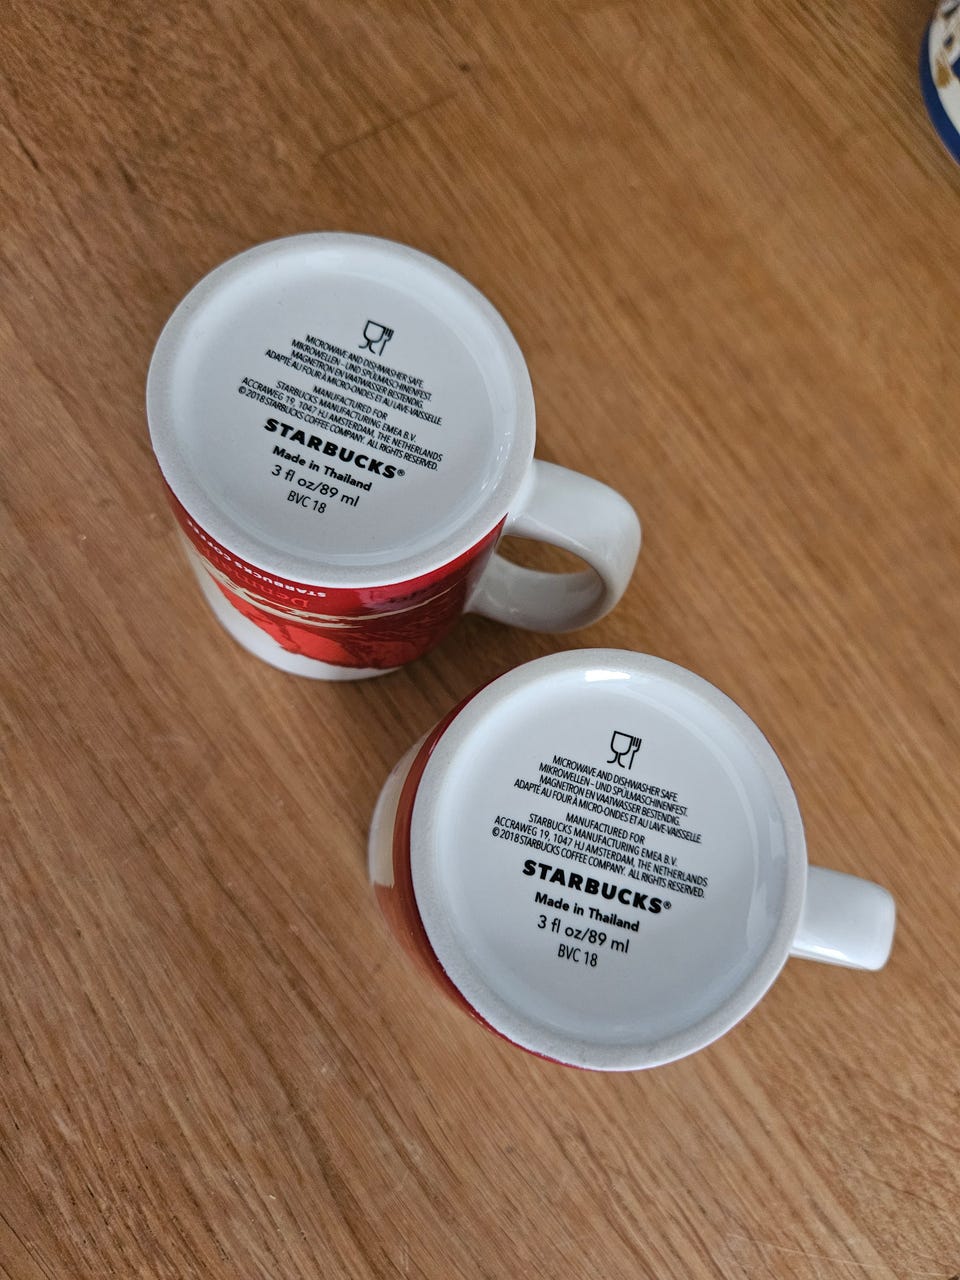 MICROWAVE AND DISHWASHER SAFE.
MIKROWELLEN – UND SPÜLMASCHINENFEST.
MAGNETRON EN VAATWASSER BESTENDIG.
ADAPTÉ AU FOUR À MICRO-ONDES ET AU LAVE-VAISSELLE.
MANUFACTURED FOR
STARBUCKS MANUFACTURING EMEA B.V.
ACCRAWEG 19, 1047 HJ AMSTERDAM, THE NETHERLANDS
© 2018 STARBUCKS COFFEE COMPANY. ALL RIGHTS RESERVED.
STARBUCKS®
Made in Thailand
3 fl oz/89 ml
BVC 18
STARBUCKS COFFEE
Denmark
MICROWAVE AND DISHWASHER SAFE.
MIKROWELLEN – UND SPÜLMASCHINENFEST.
MAGNETRON EN VAATWASSER BESTENDIG.
ADAPTÉ AU FOUR À MICRO-ONDES ET AU LAVE-VAISSELLE.
MANUFACTURED FOR
STARBUCKS MANUFACTURING EMEA B.V.
ACCRAWEG 19, 1047 HJ AMSTERDAM, THE NETHERLANDS
© 2018 STARBUCKS COFFEE COMPANY. ALL RIGHTS RESERVED.
STARBUCKS®
Made in Thailand
3 fl oz/89 ml
BVC 18